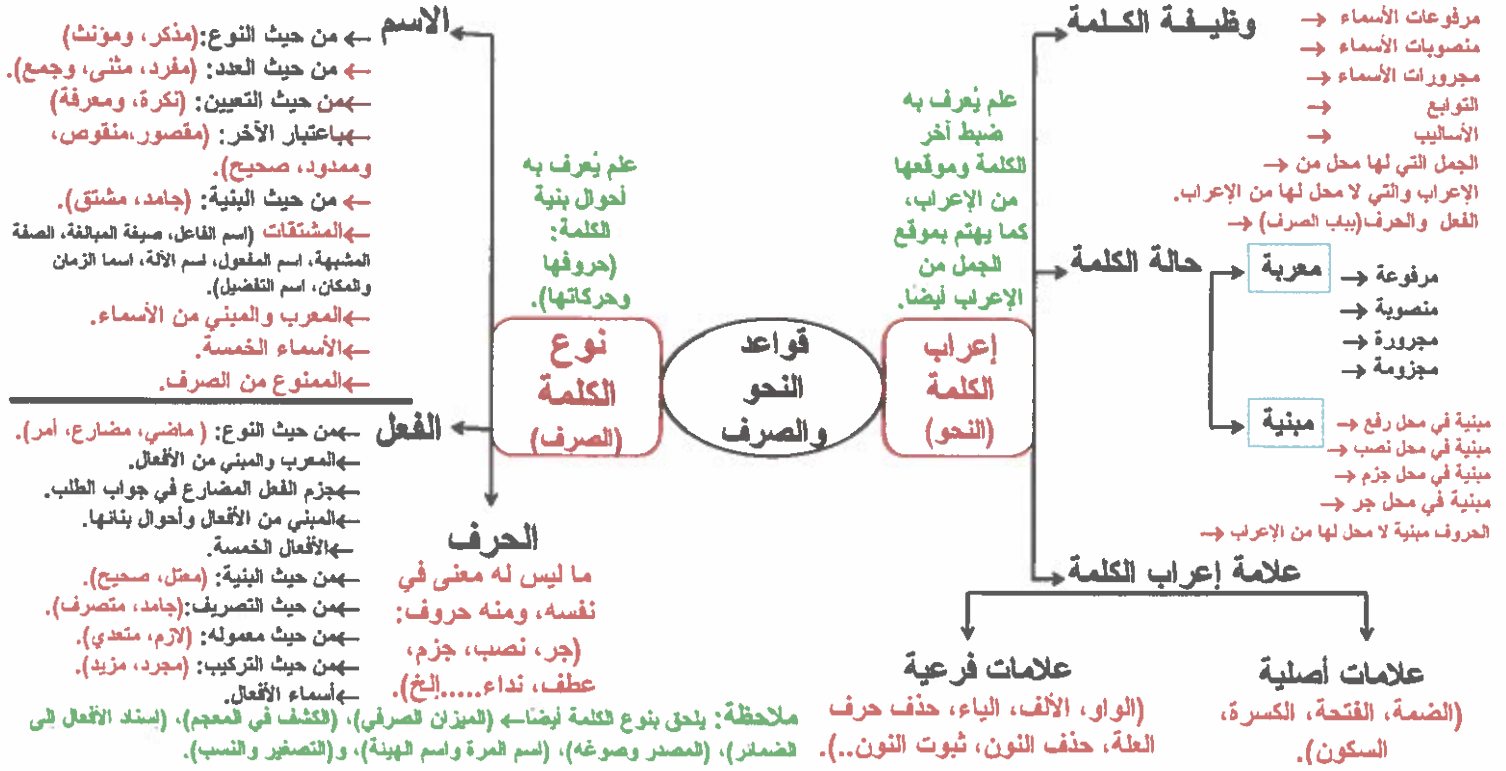 قواعد
النحو
والصرف
إعراب
الكلمة
(النحو)
علم يُعرف به
ضبط آخر
الكلمة وموقعها
من الإعراب،
كما يهتم بموقع
الجمل من
الإعراب أيضا.
وظيفة الكلمة
مرفوعات الأسماء →
منصوبات الأسماء →
مجرورات الأسماء →
التوابع →
الأساليب →
الجمل التي لها محل من →
الإعراب والتي لا محل لها من الإعراب.
الفعل والحرف(بباب الصرف) →
حالة الكلمة
معربة
مرفوعة →
منصوبة →
مجرورة →
مجزومة →
مبنية
مبنية في محل رفع →
مبنية في محل نصب →
مبنية في محل جزم →
مبنية في محل جر →
الحروف مبنية لا محل لها من الإعراب →
علامة إعراب الكلمة
علامات أصلية
(الضمة، الفتحة، الكسرة،
السكون).
علامات فرعية
(الواو، الألف، الياء، حذف حرف
العلة، حذف النون، ثبوت النون..).
نوع
الكلمة
(الصرف)
علم يُعرف به
أحوال بنية
الكلمة:
(حروفها
وحركاتها).
الاسم
← من حيث النوع:(مذكر، ومؤنث)
← من حيث العدد: (مفرد، مثنى، وجمع).
←من حيث التعيين: (نكرة، ومعرفة)
←باعتبار الآخر: (مقصور،منقوص،
وممدود، صحيح).
← من حيث البنية: (جامد، مشتق).
←المشتقات (اسم الفاعل، صيغة المبالغة، الصفة
المشبهة، اسم المفعول، اسم الآلة، اسما الزمان
والمكان، اسم التفضيل).
←المعرب والمبني من الأسماء.
←الأسماء الخمسة.
←الممنوع من الصرف.
الفعل
←من حيث النوع: ( ماضي، مضارع، أمر).
←المعرب والمبني من الأفعال.
←جزم الفعل المضارع في جواب الطلب.
←المبني من الأفعال وأحوال بنائها.
←الأفعال الخمسة.
←من حيث البنية: (معتل، صحيح).
←من حيث التصريف:(جامد، متصرف).
←من حيث معموله: (لازم، متعدي).
←من حيث التركيب: (مجرد، مزيد).
←أسماء الأفعال.
الحرف
ما ليس له معنى في
نفسه، ومنه حروف:
(جر، نصب، جزم،
عطف، نداء.....إلخ).
ملاحظة: يلحق بنوع الكلمة أيضا← (الميزان الصرفي)، (الكشف في المعجم)، (إسناد الأفعال إلى
الضمائر)، (المصدر وصوغه)، (اسم المرة واسم الهيئة)، و(التصغير والنسب).